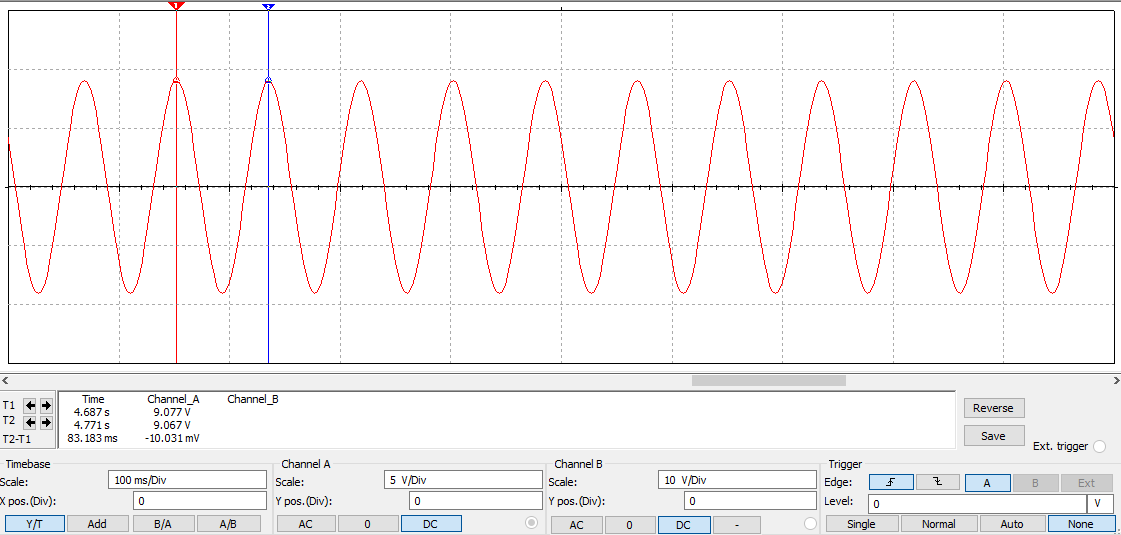 1
2
T1
T2
T2-T1
Time Channel_A Channel_B
4.687 s 9.077 V
4.771 s 9.067 V
83.183 ms -10.031 mV
Reverse
Save
Ext. trigger
Timebase
Scale: 100 ms/Div
X pos.(Div): 0
Y/T Add B/A A/B
Channel A
Scale: 5 V/Div
Y pos.(Div): 0
AC 0 DC
Channel B
Scale: 10 V/Div
Y pos.(Div): 0
AC 0 DC -
Trigger
Edge: A B Ext
Level: 0 V
Single Normal Auto None